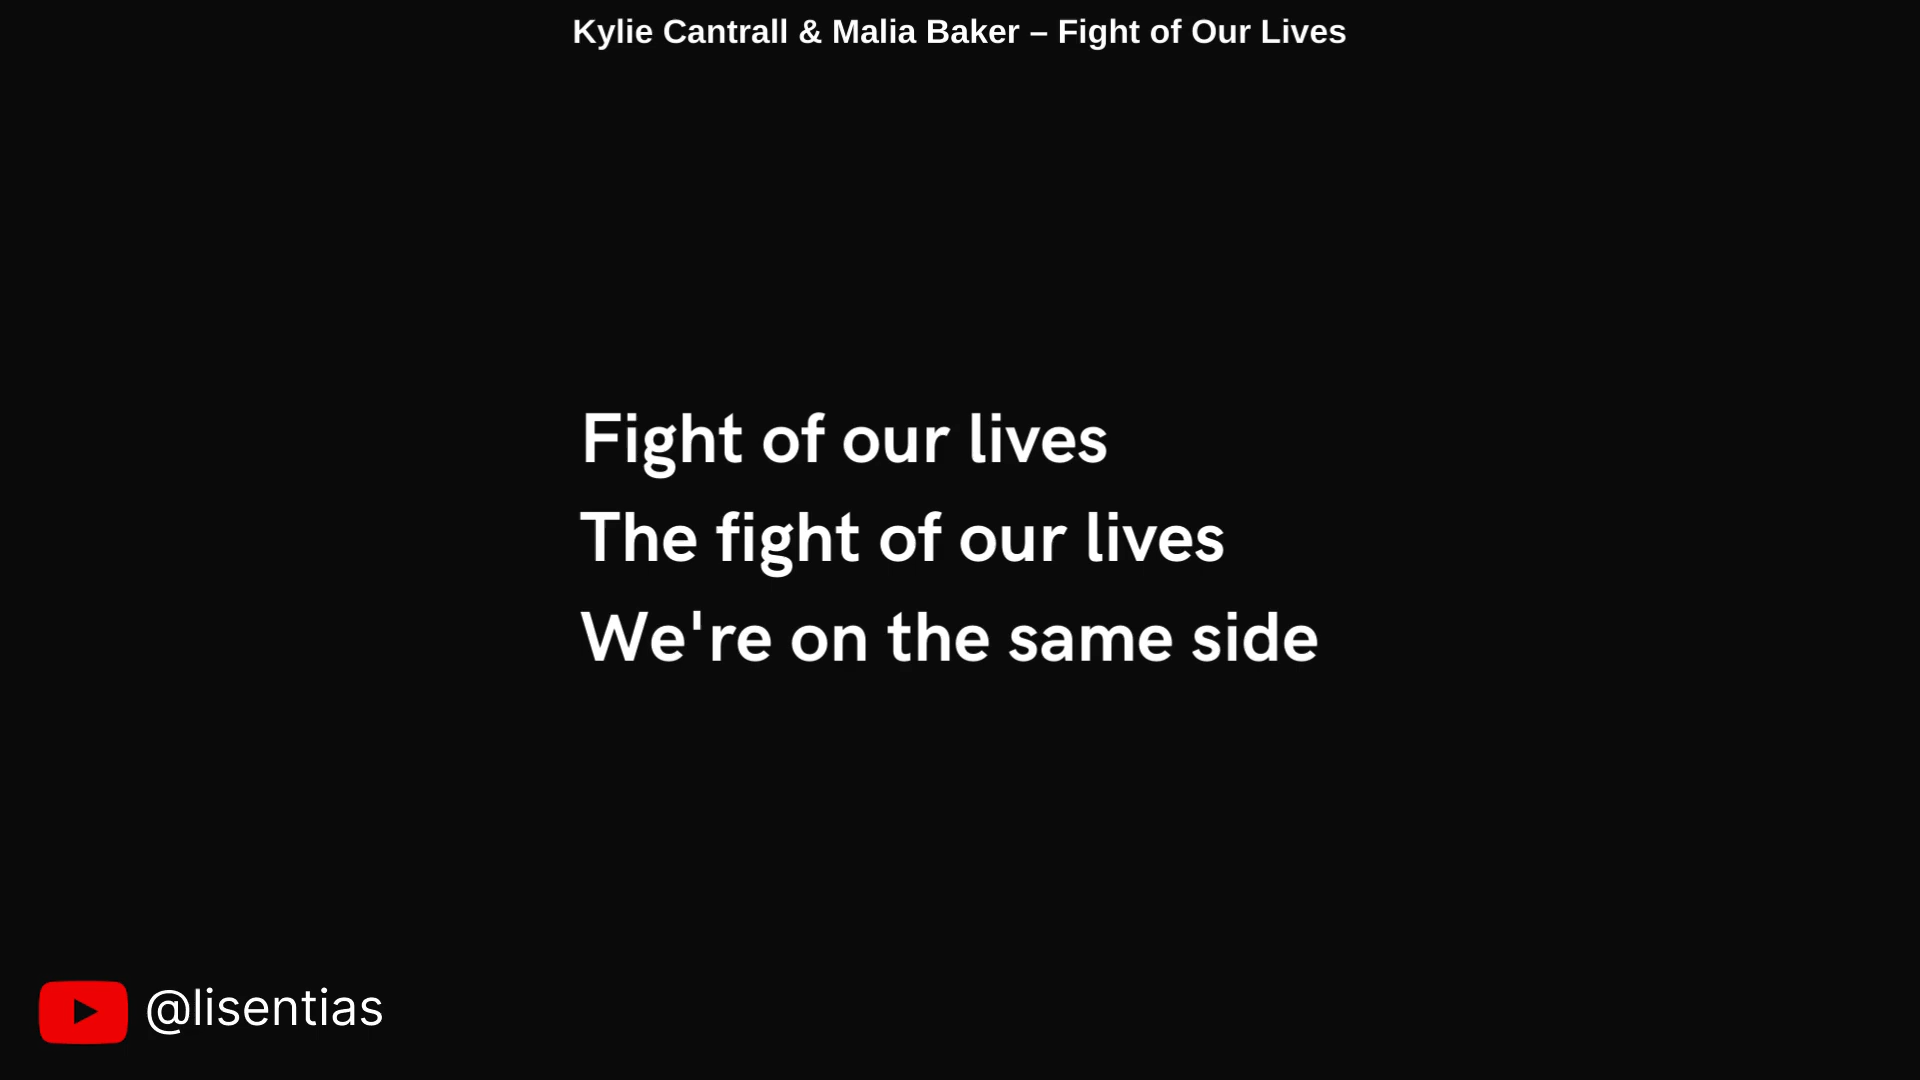 Kylie Cantrall & Malia Baker – Fight of Our Lives
Fight of our lives
The fight of our lives
We're on the same side
@lisentias